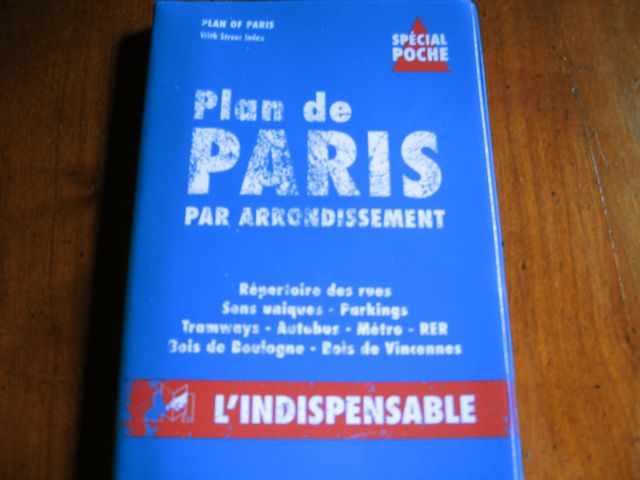 PLAN OF PARIS
With Street Index
SPÉCIAL
POCHE
Plan de
PARIS
PAR ARRONDISSEMENT
Répertoire des rues
Sens uniques - Parkings
Tramways - Autobus - Métro - RER
Bois de Boulogne - Bois de Vincennes
L'INDISPENSABLE